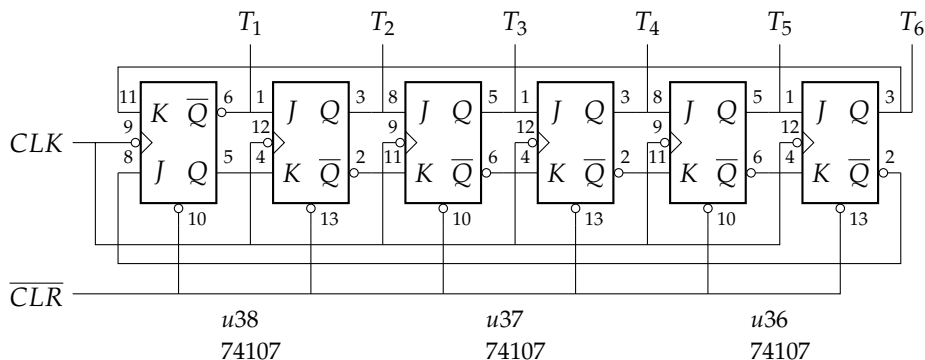 T1 T2 T3 T4 T5 T6
11 K Q̅ 6 1 J Q 3 8 J Q 5 1 J Q 3 8 J Q 5 1 J Q 3
CLK 9 12 9 12 9 12
8 J Q 5 4 K Q̅ 2 11 K Q̅ 6 4 K Q̅ 2 11 K Q̅ 6 4 K Q̅ 2
10 13 10 13 10 13
C̅L̅R̅
u38 u37 u36
74107 74107 74107